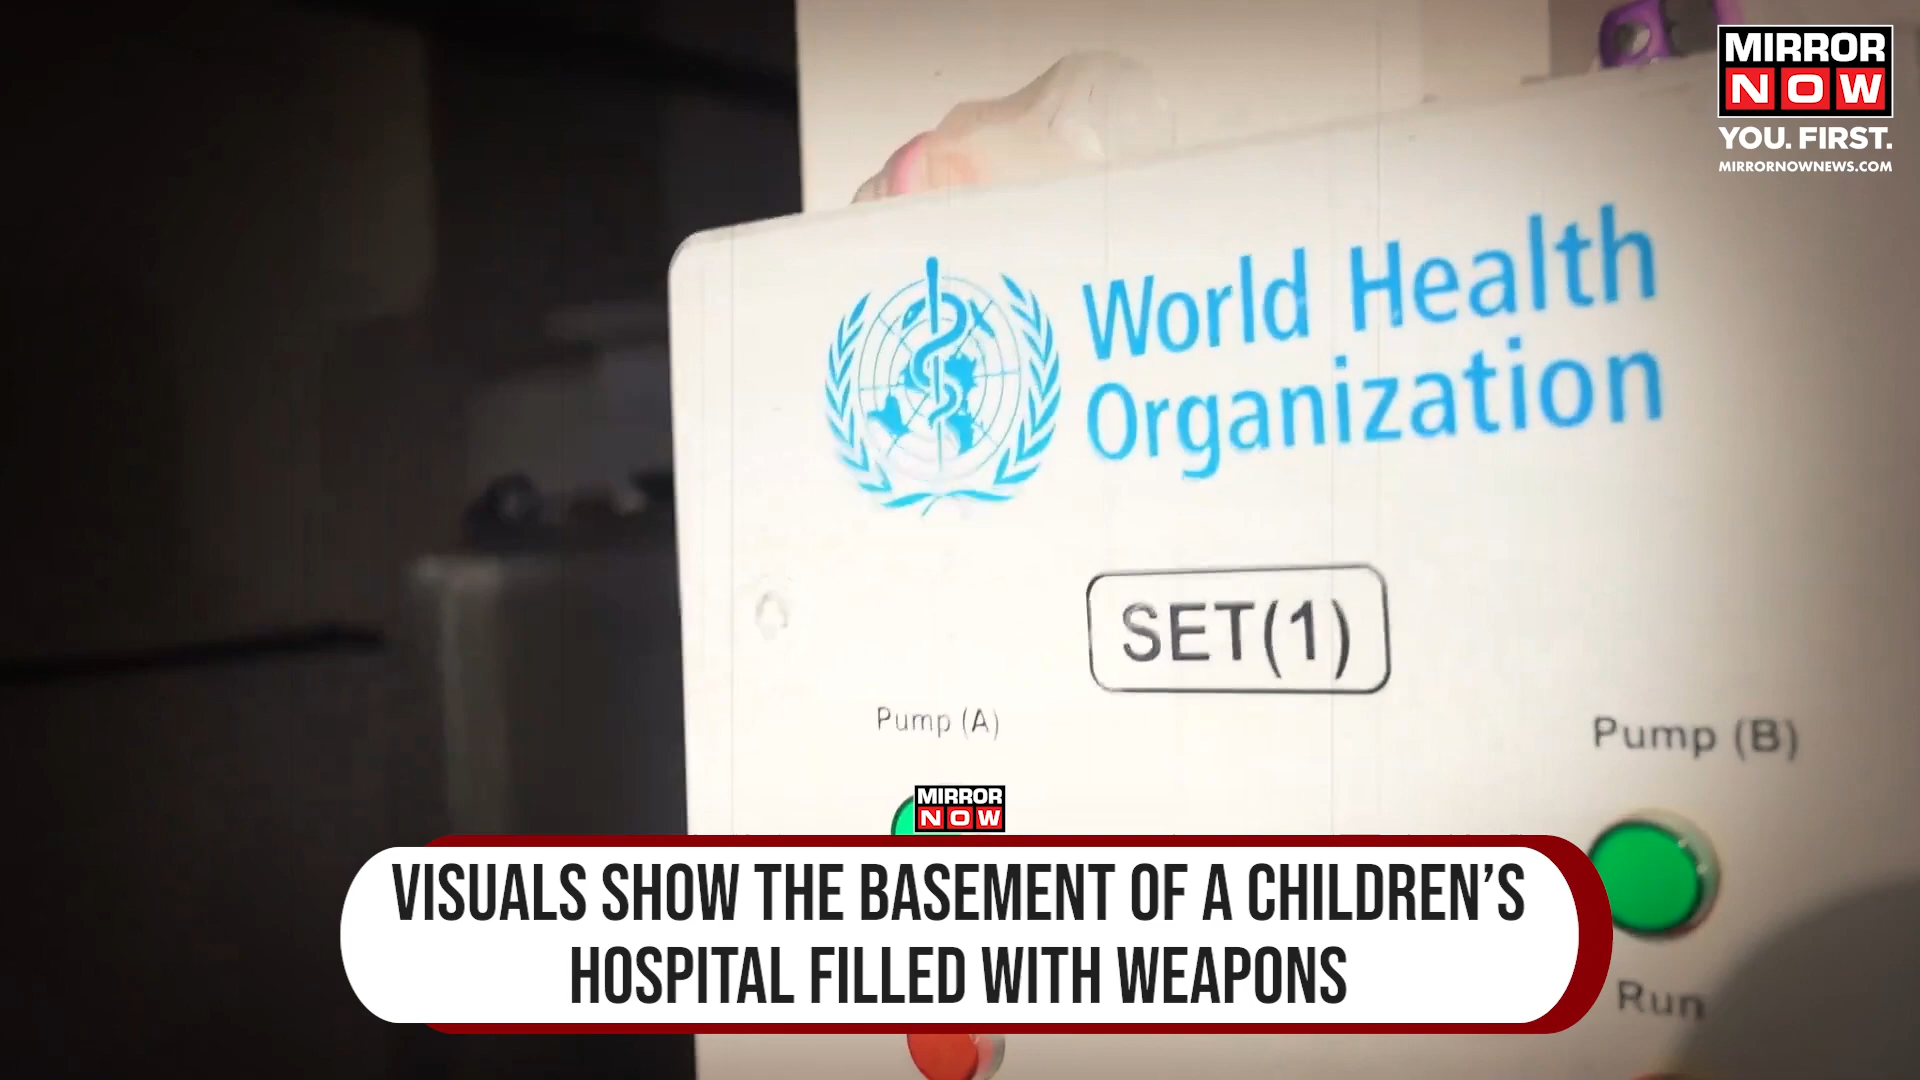 MIRROR
NOW
YOU. FIRST.
MIRRORNOWNEWS.COM
World Health
Organization
SET(1)
Pump (A)
Pump (B)
MIRROR
NOW
VISUALS SHOW THE BASEMENT OF A CHILDREN’S
HOSPITAL FILLED WITH WEAPONS
Run